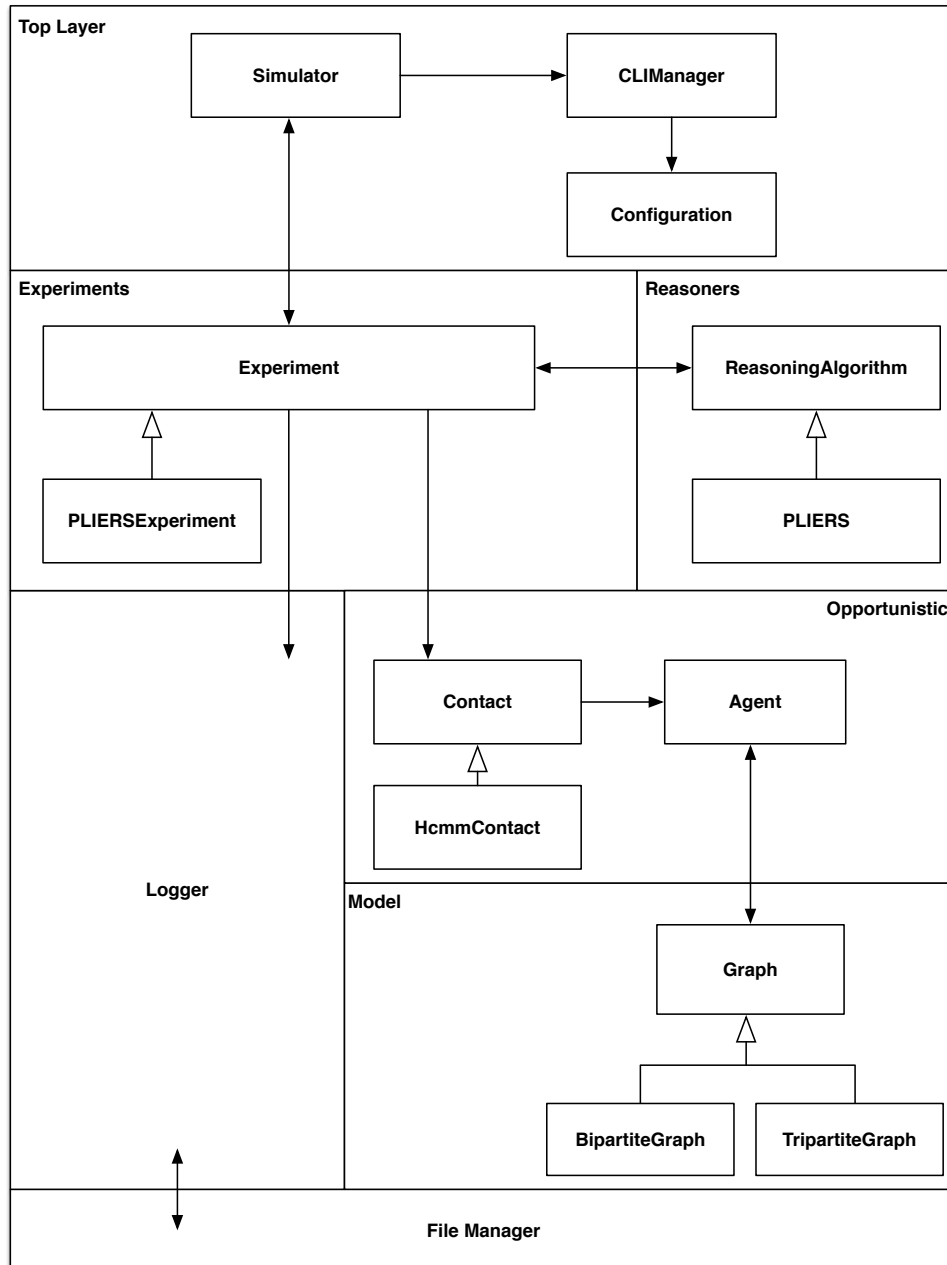 Top Layer
Simulator
CLIManager
Configuration
Experiments
Reasoners
Experiment
ReasoningAlgorithm
PLIERSExperiment
PLIERS
Opportunistic
Contact
Agent
HcmmContact
Logger
Model
Graph
BipartiteGraph
TripartiteGraph
File Manager